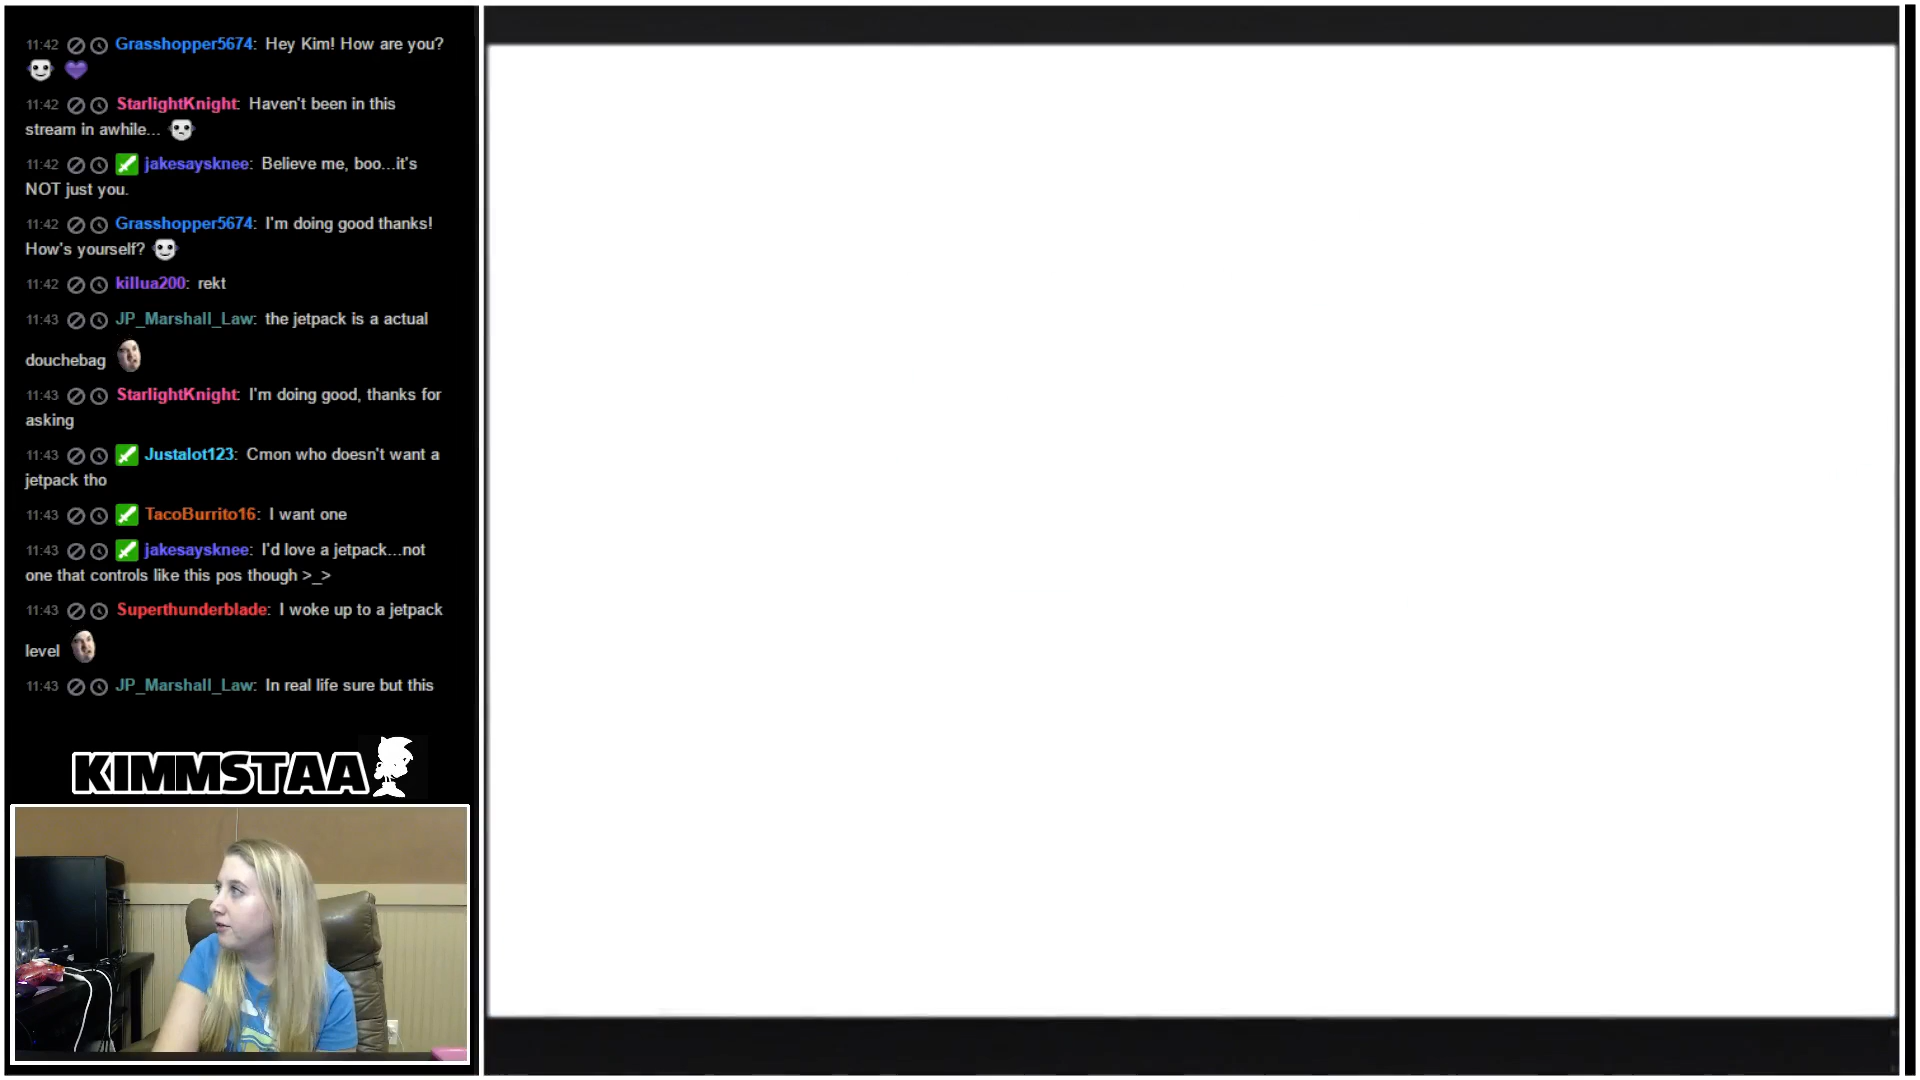 11:42 Grasshopper5674: Hey Kim! How are you?
11:42 StarlightKnight: Haven't been in this
stream in awhile...
11:42 jakesaysknee: Believe me, boo...it's
NOT just you.
11:42 Grasshopper5674: I'm doing good thanks!
How's yourself?
11:42 killua200: rekt
11:43 JP_Marshall_Law: the jetpack is a actual
douchebag
11:43 StarlightKnight: I'm doing good, thanks for
asking
11:43 Justalot123: Cmon who doesn't want a
jetpack tho
11:43 TacoBurrito16: I want one
11:43 jakesaysknee: I'd love a jetpack...not
one that controls like this pos though >_>
11:43 Superthunderblade: I woke up to a jetpack
level
11:43 JP_Marshall_Law: In real life sure but this
KIMMSTAA